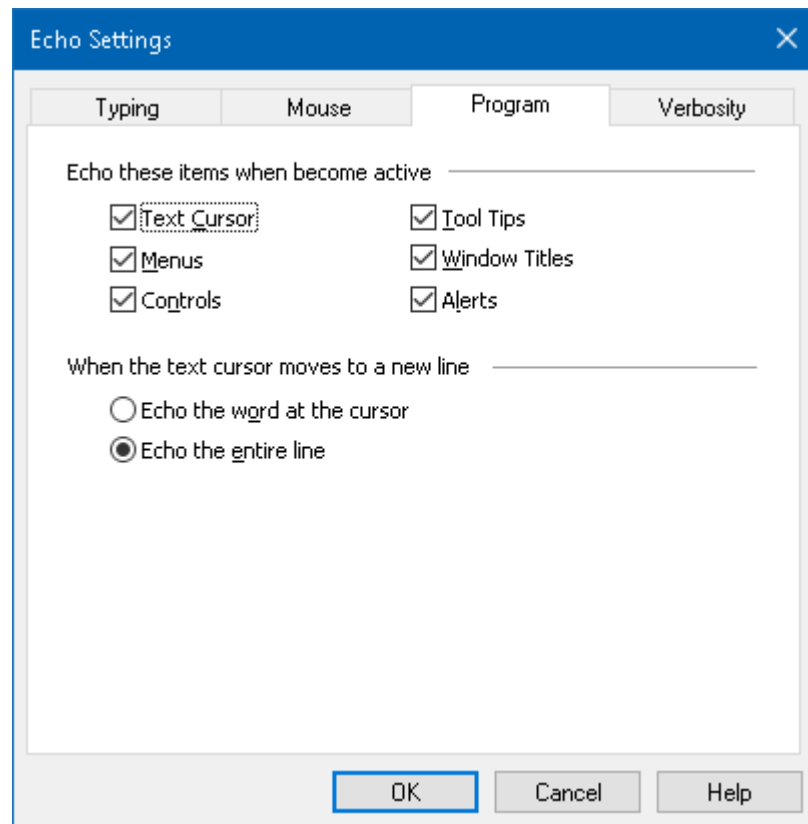 Echo Settings
Typing Mouse Program Verbosity
Echo these items when become active
Text Cursor Tool Tips
Menus Window Titles
Controls Alerts
When the text cursor moves to a new line
Echo the word at the cursor
Echo the entire line
OK Cancel Help